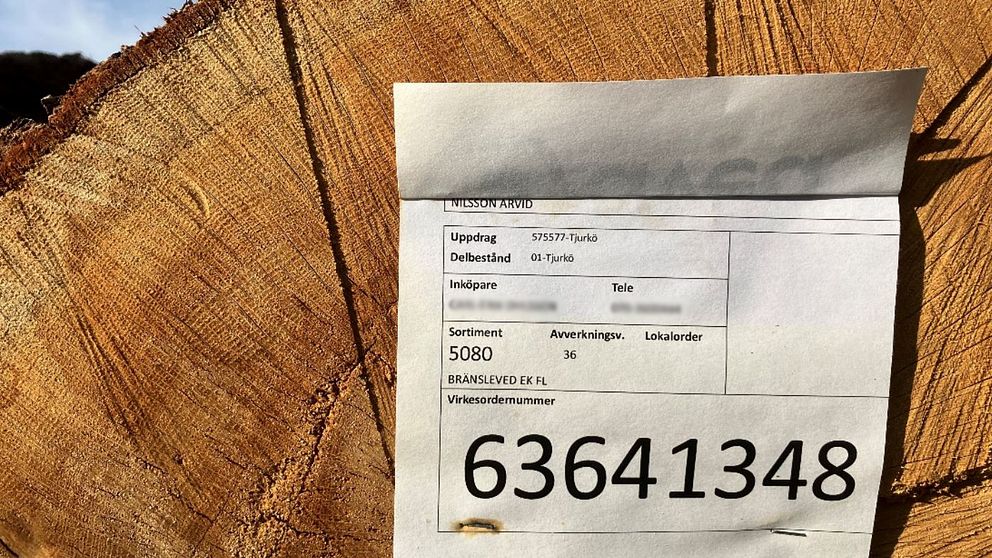 NILSSON ARVID
Uppdrag 575577-Tjurkö
Delbestånd 01-Tjurkö
Inköpare Tele
Sortiment Avverkningsv. Lokalorder
5080 36
BRÄNSLEVED EK FL
Virkesordernummer
63641348